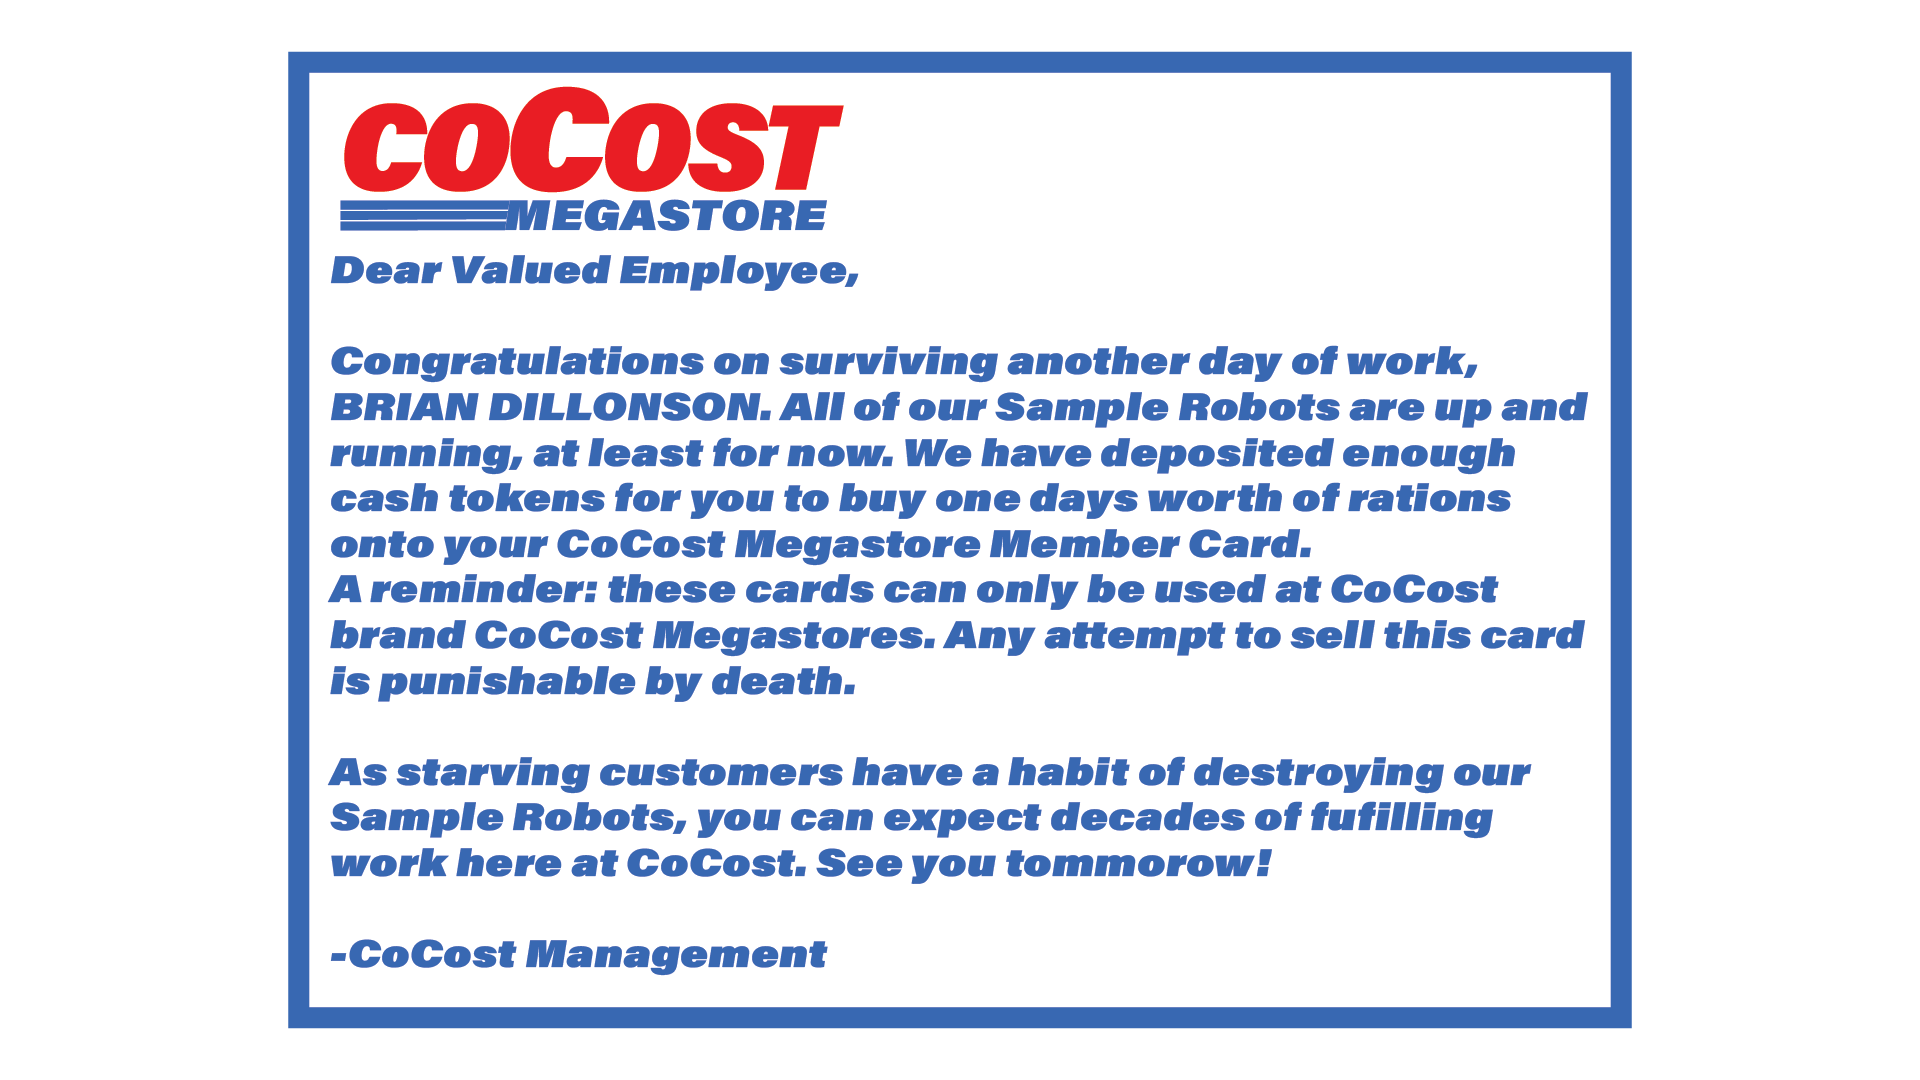 COCOST
MEGASTORE
Dear Valued Employee,
Congratulations on surviving another day of work,
BRIAN DILLONSON. All of our Sample Robots are up and
running, at least for now. We have deposited enough
cash tokens for you to buy one days worth of rations
onto your CoCost Megastore Member Card.
A reminder: these cards can only be used at CoCost
brand CoCost Megastores. Any attempt to sell this card
is punishable by death.
As starving customers have a habit of destroying our
Sample Robots, you can expect decades of fufilling
work here at CoCost. See you tommorow!
-CoCost Management